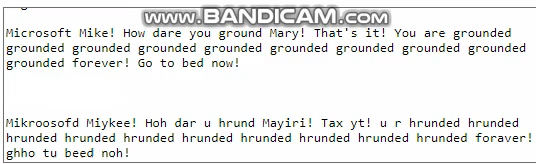 WWW.BANDICAM.COM
Microsoft Mike! How dare you ground Mary! That's it! You are grounded
grounded grounded grounded grounded grounded grounded grounded grounded
grounded forever! Go to bed now!
Mikroosofd Miykee! Hoh dar u hrund Mayiri! Tax yt! u r hrunded hrunded
hrunded hrunded hrunded hrunded hrunded hrunded hrunded hrunded foraver!
ghho tu beed noh!